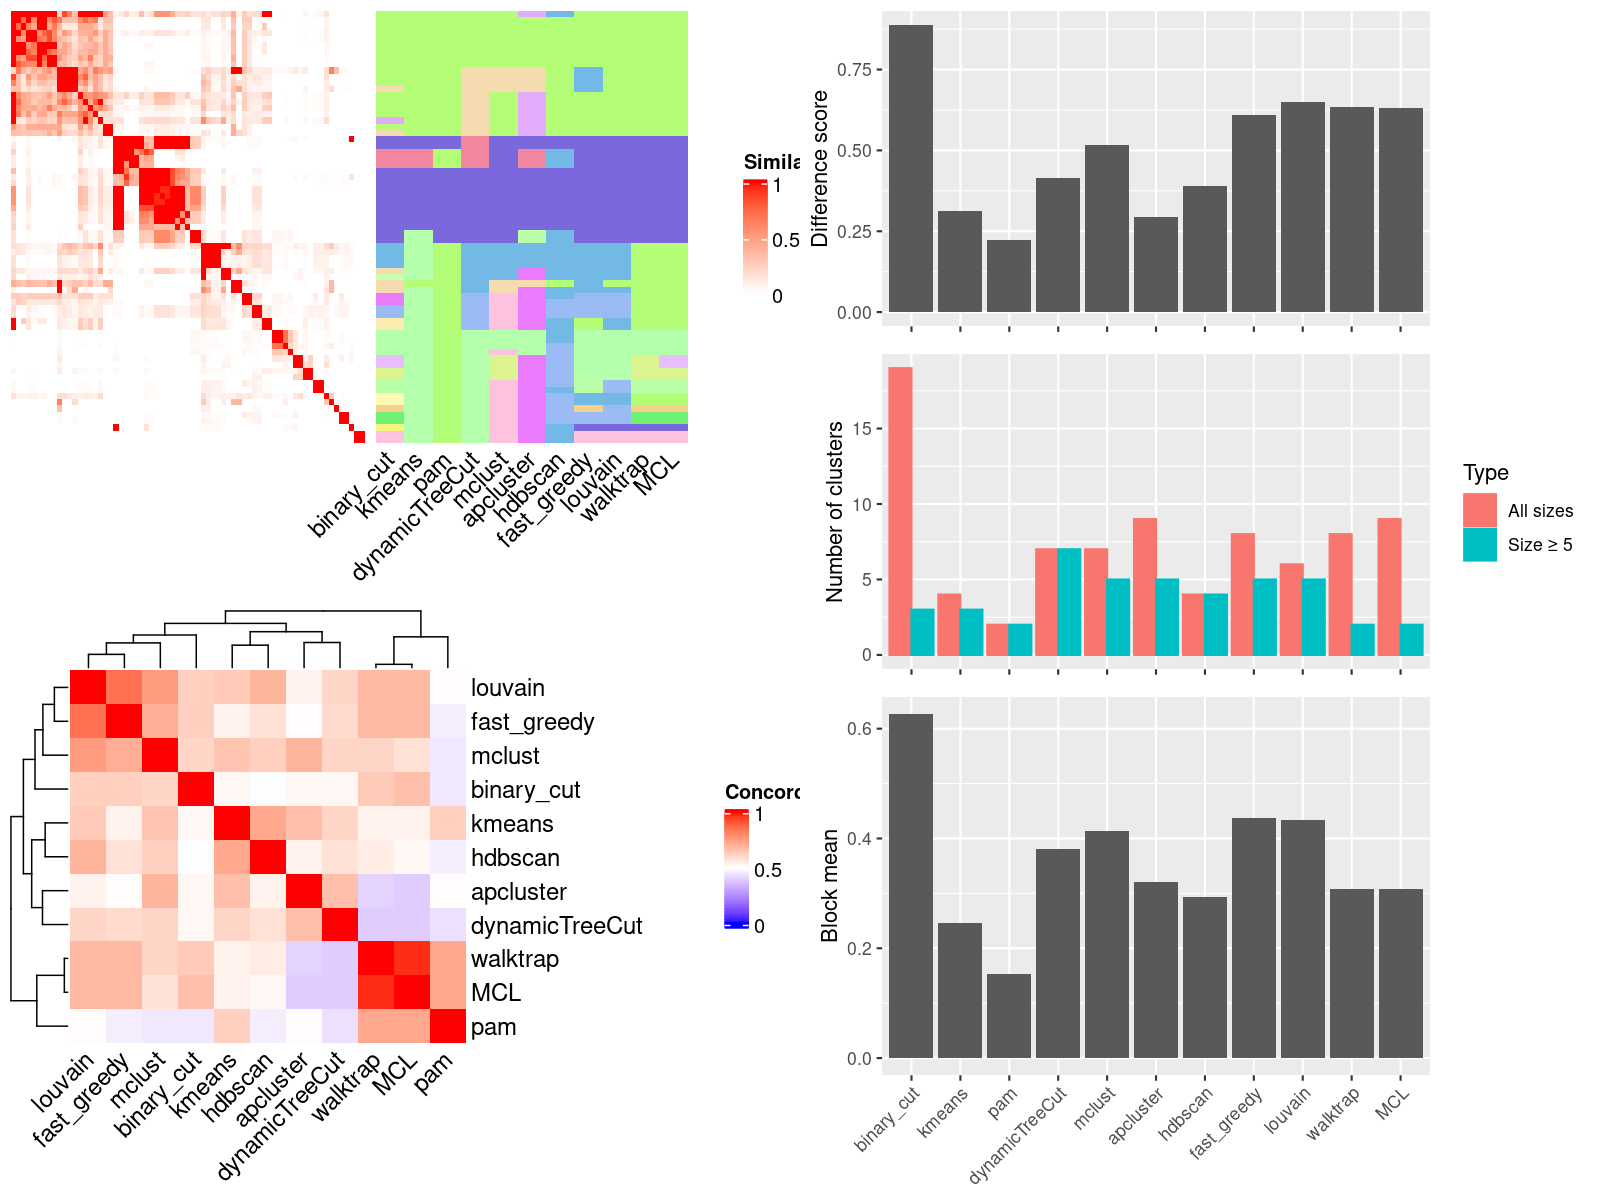 Simila
1
0.5
0
binary_cut
kmeans
pam
dynamicTreeCut
mclust
apcluster
hdbscan
fast_greedy
louvain
walktrap
MCL
Difference score
0.75
0.50
0.25
0.00
Number of clusters
15
10
5
0
Type
All sizes
Size ≥ 5
Block mean
0.6
0.4
0.2
0.0
binary_cut
kmeans
pam
dynamicTreeCut
mclust
apcluster
hdbscan
fast_greedy
louvain
walktrap
MCL
louvain
fast_greedy
mclust
binary_cut
kmeans
hdbscan
apcluster
dynamicTreeCut
walktrap
MCL
pam
louvain
fast_greedy
mclust
binary_cut
kmeans
hdbscan
apcluster
dynamicTreeCut
walktrap
MCL
pam
Concord
1
0.5
0